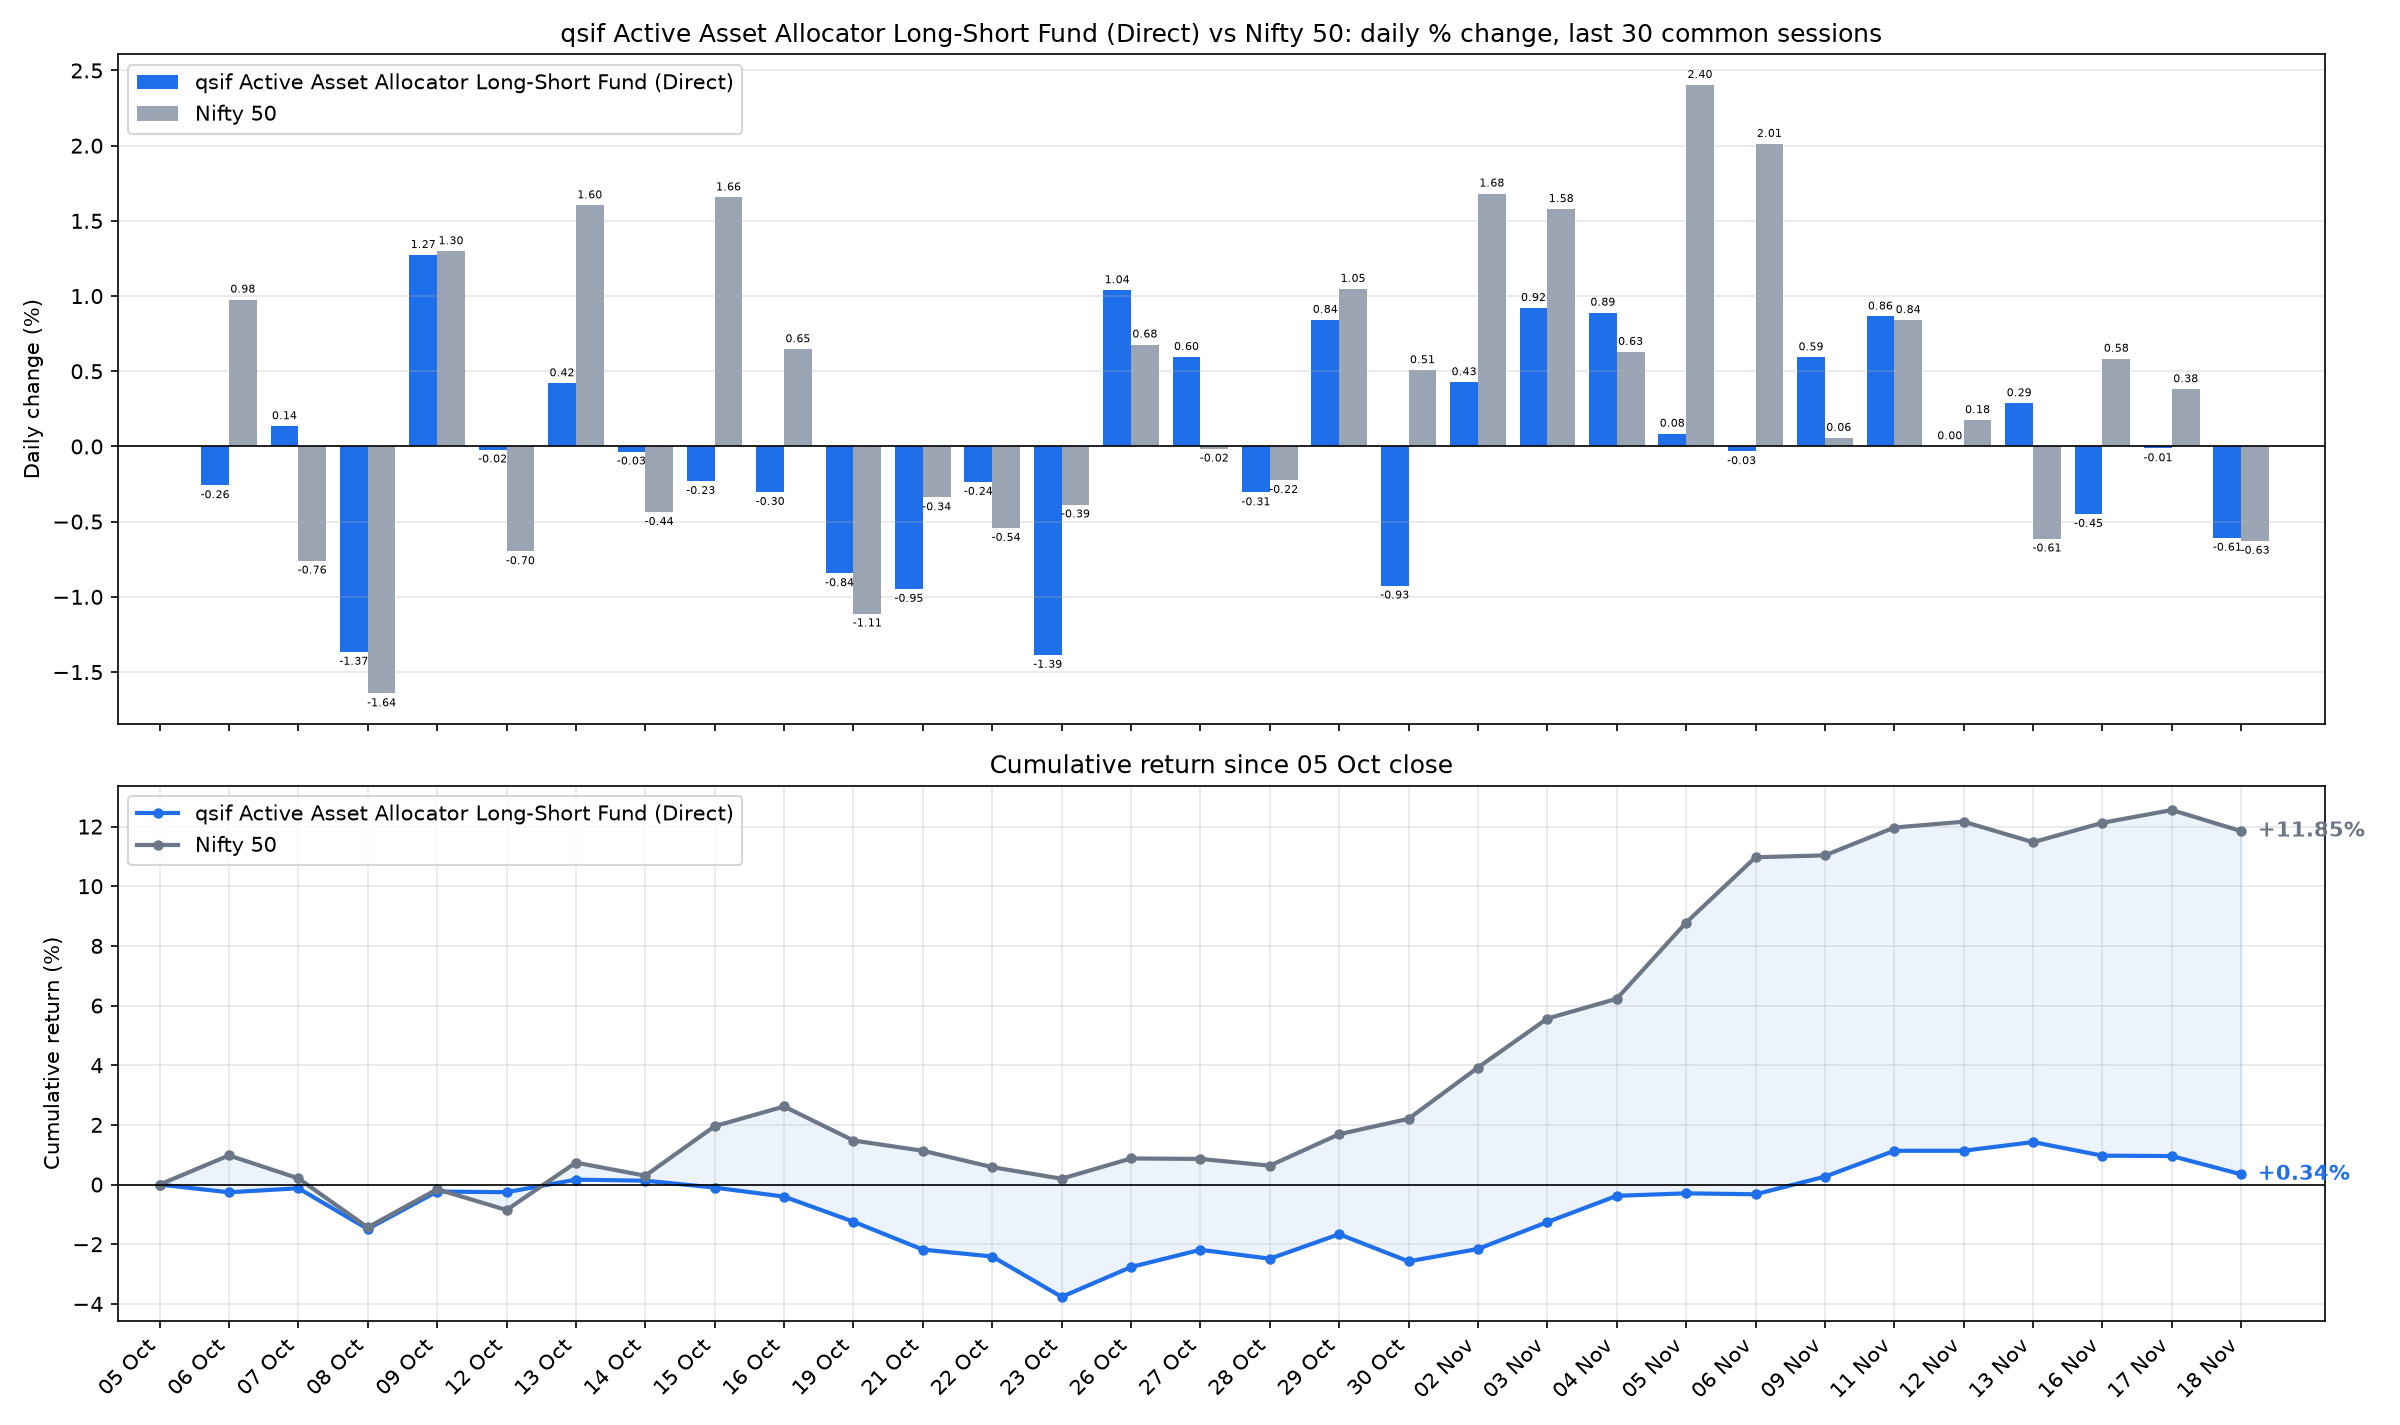 qsif Active Asset Allocator Long-Short Fund (Direct) vs Nifty 50: daily % change, last 30 common sessions
qsif Active Asset Allocator Long-Short Fund (Direct)
Nifty 50
Daily change (%)
2.5
2.0
1.5
1.0
0.5
0.0
−0.5
−1.0
−1.5
-0.26 0.98
0.14 -0.76
-1.37 -1.64
1.27 1.30
-0.02 -0.70
0.42 1.60
-0.03 -0.44
-0.23 1.66
-0.30 0.65
-0.84 -1.11
-0.95 -0.34
-0.24 -0.54
-1.39 -0.39
1.04 0.68
0.60 -0.02
-0.31 -0.22
0.84 1.05
-0.93 0.51
0.43 1.68
0.92 1.58
0.89 0.63
0.08 2.40
-0.03 2.01
0.59 0.06
0.86 0.84
0.00 0.18
0.29 -0.61
-0.45 0.58
-0.01 0.38
-0.61 -0.63
Cumulative return since 05 Oct close
qsif Active Asset Allocator Long-Short Fund (Direct)
Nifty 50
Cumulative return (%)
12
10
8
6
4
2
0
−2
−4
+11.85%
+0.34%
05 Oct
06 Oct
07 Oct
08 Oct
09 Oct
12 Oct
13 Oct
14 Oct
15 Oct
16 Oct
19 Oct
21 Oct
22 Oct
23 Oct
26 Oct
27 Oct
28 Oct
29 Oct
30 Oct
02 Nov
03 Nov
04 Nov
05 Nov
06 Nov
09 Nov
11 Nov
12 Nov
13 Nov
16 Nov
17 Nov
18 Nov